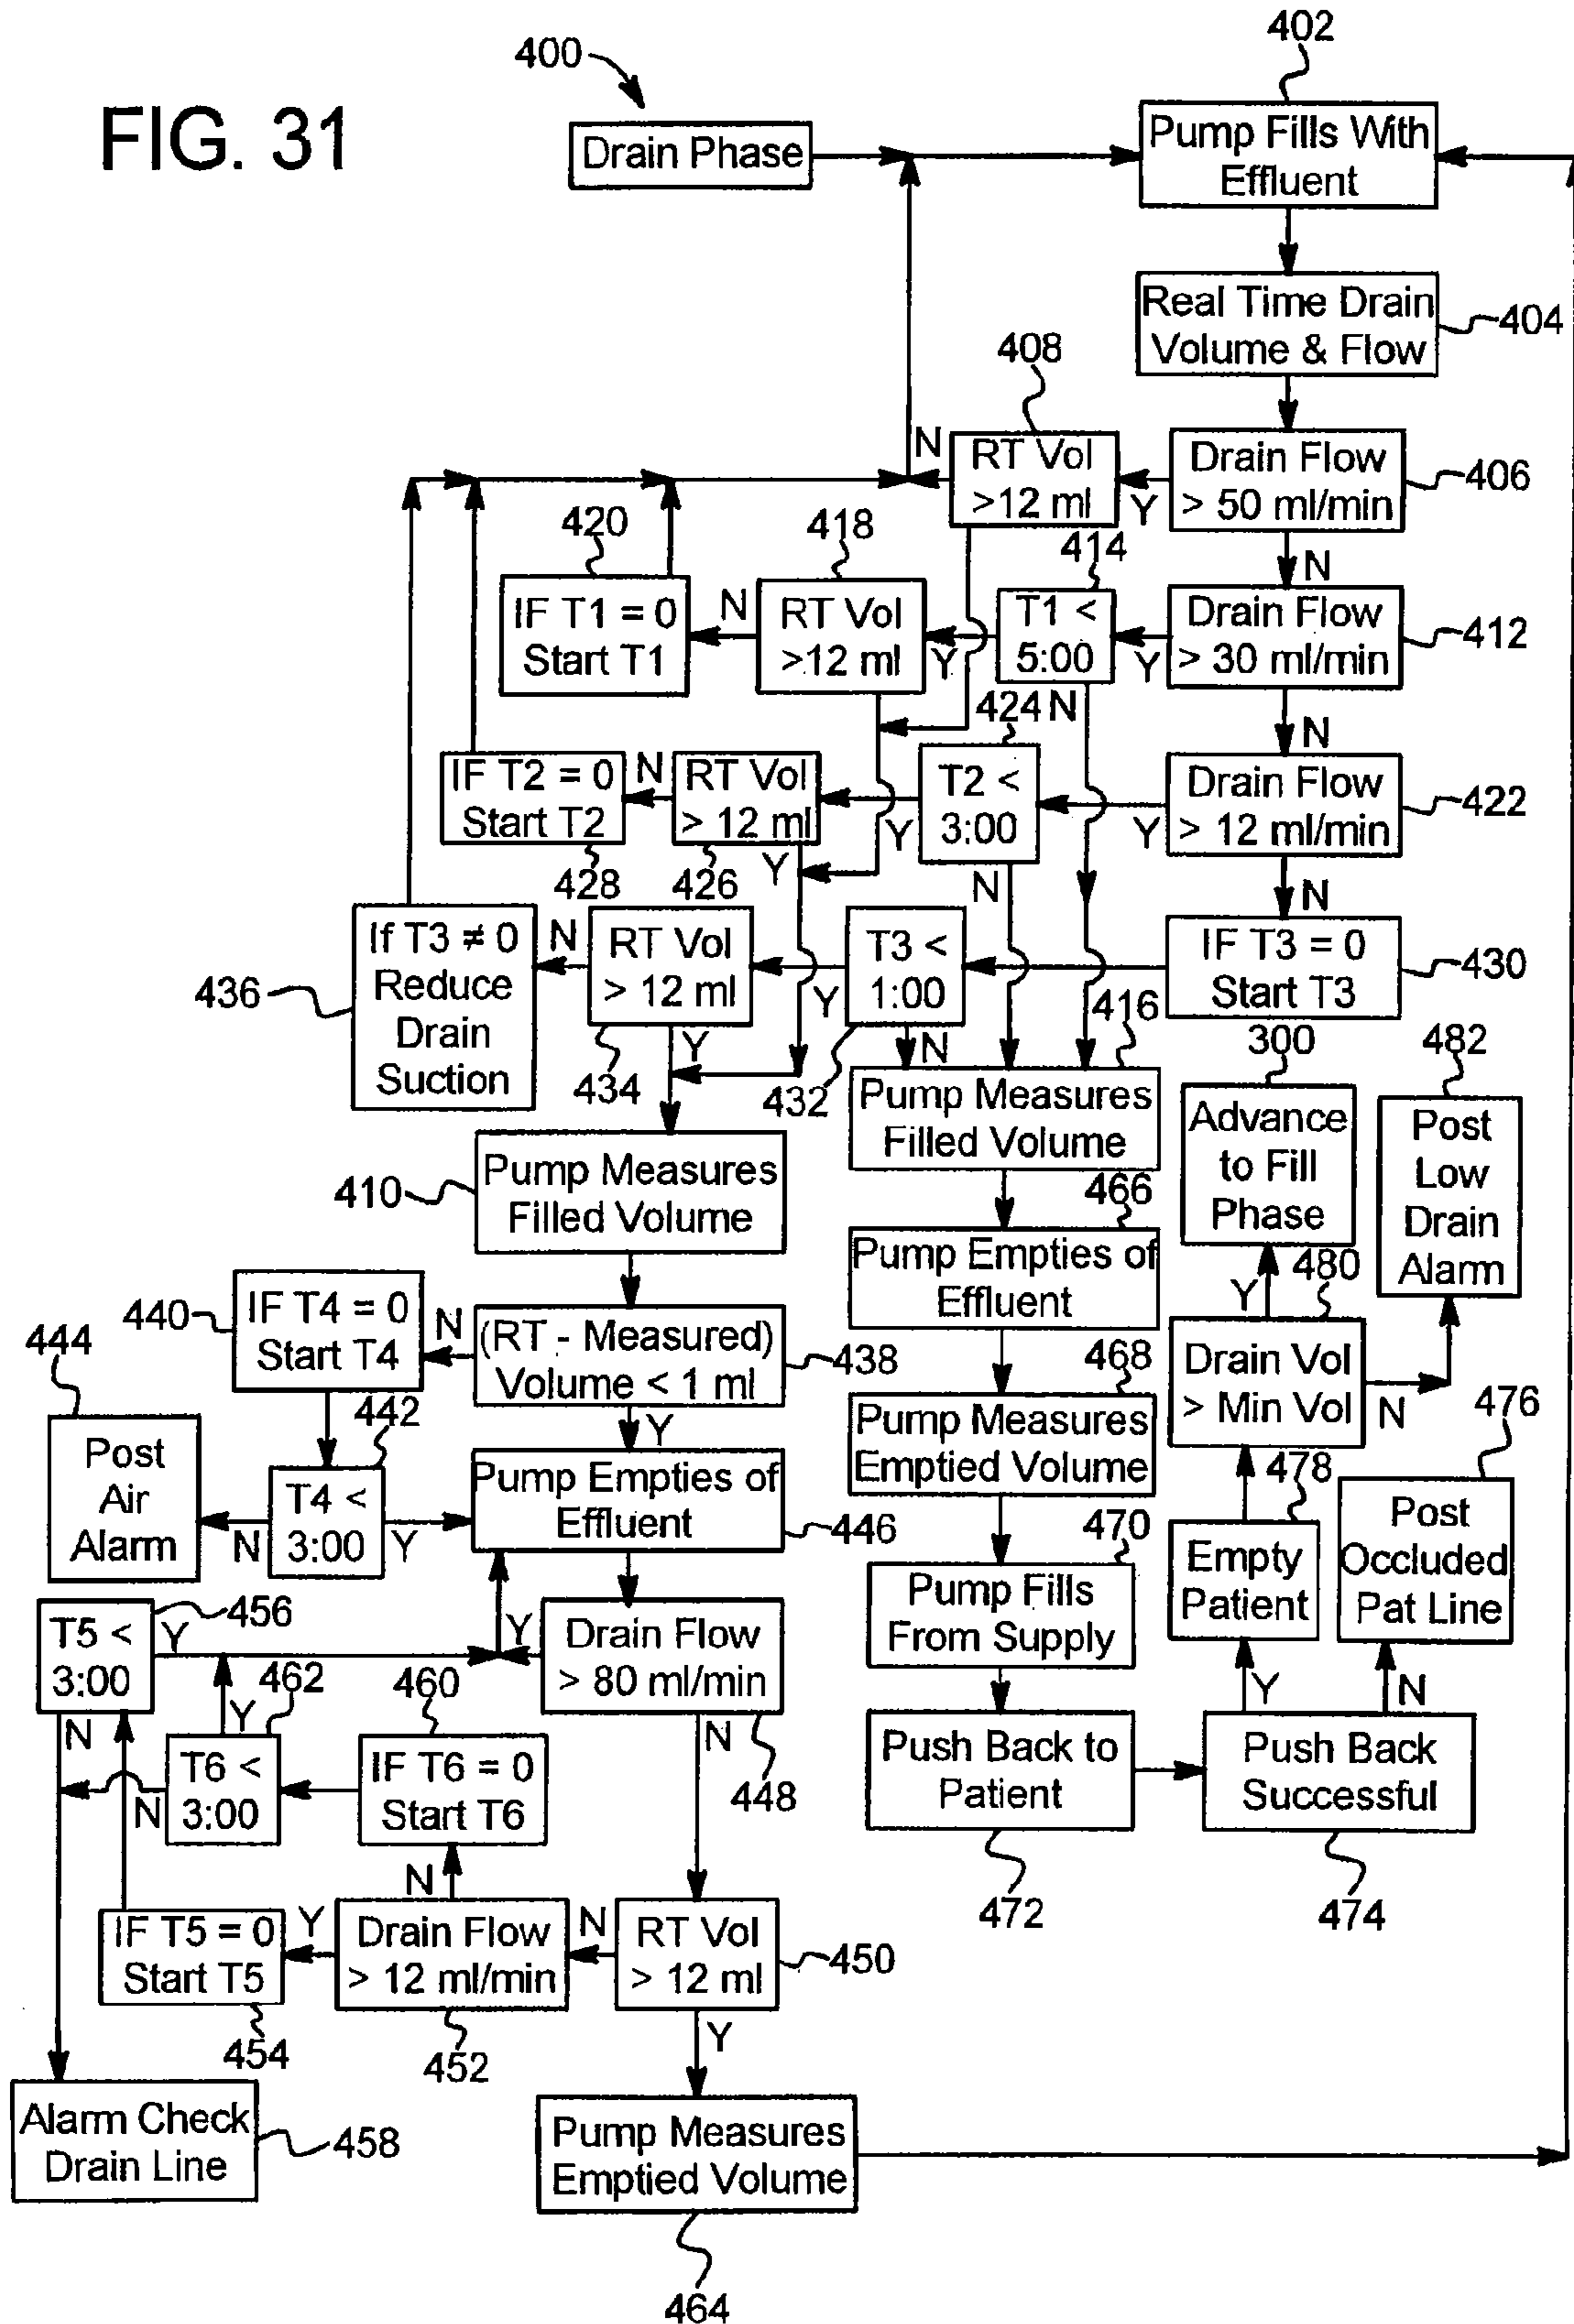 FIG. 31
400
402
Drain Phase
Pump Fills With
Effluent
Real Time Drain
Volume & Flow
404
408
N
RT Vol
>12 ml
Y
Drain Flow
> 50 ml/min
406
N
420
418
414
IF T1 = 0
Start T1
N
RT Vol
>12 ml
Y
T1 <
5:00
Y
Drain Flow
> 30 ml/min
412
N
424
N
IF T2 = 0
Start T2
N
RT Vol
> 12 ml
Y
T2 <
3:00
Y
Drain Flow
> 12 ml/min
422
428
426
Y
N
N
436
If T3 ≠ 0
Reduce
Drain
Suction
N
RT Vol
> 12 ml
Y
T3 <
1:00
IF T3 = 0
Start T3
430
434
Y
432
N
416
300
482
Pump Measures
Filled Volume
410
Pump Measures
Filled Volume
Advance
to Fill
Phase
Post
Low
Drain
Alarm
466
Pump Empties of
Effluent
Y
480
440
IF T4 = 0
Start T4
N
(RT - Measured)
Volume < 1 ml
438
Y
468
Drain Vol
> Min Vol
N
444
442
Pump Measures
Emptied Volume
476
Post
Air
Alarm
N
T4 <
3:00
Y
Pump Empties of
Effluent
446
470
478
Empty
Patient
Post
Occluded
Pat Line
Pump Fills
From Supply
Y
N
456
T5 <
3:00
Y
Y
Drain Flow
> 80 ml/min
448
N
462
460
Y
N
T6 <
3:00
N
IF T6 = 0
Start T6
Push Back to
Patient
472
Push Back
Successful
474
N
IF T5 = 0
Start T5
454
Y
Drain Flow
> 12 ml/min
452
N
RT Vol
> 12 ml
450
Y
Alarm Check
Drain Line
458
Pump Measures
Emptied Volume
464